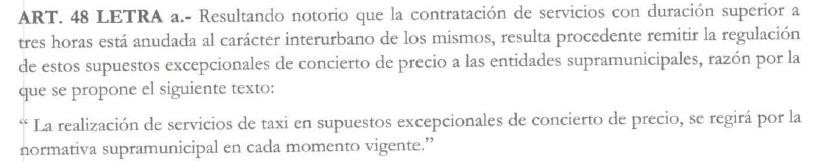 ART. 48 LETRA a.- Resultando notorio que la contratación de servicios con duración superior a
tres horas está anudada al carácter interurbano de los mismos, resulta procedente remitir la regulación
de estos supuestos excepcionales de concierto de precio a las entidades supramunicipales, razón por la
que se propone el siguiente texto:
“ La realización de servicios de taxi en supuestos excepcionales de concierto de precio, se regirá por la
normativa supramunicipal en cada momento vigente.”